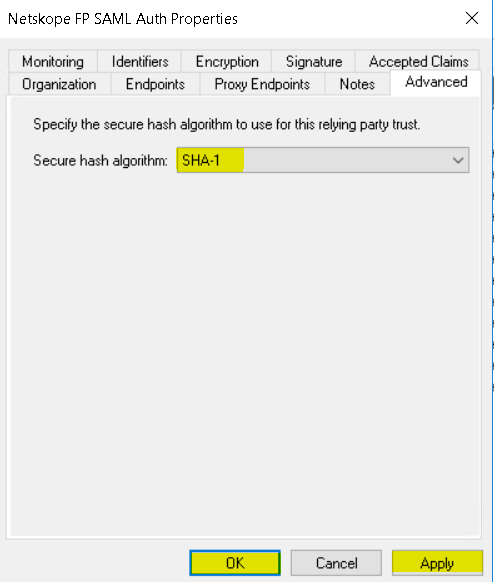 Netskope FP SAML Auth Properties
Monitoring Identifiers Encryption Signature Accepted Claims
Organization Endpoints Proxy Endpoints Notes Advanced
Specify the secure hash algorithm to use for this relying party trust.
Secure hash algorithm: SHA-1
OK Cancel Apply